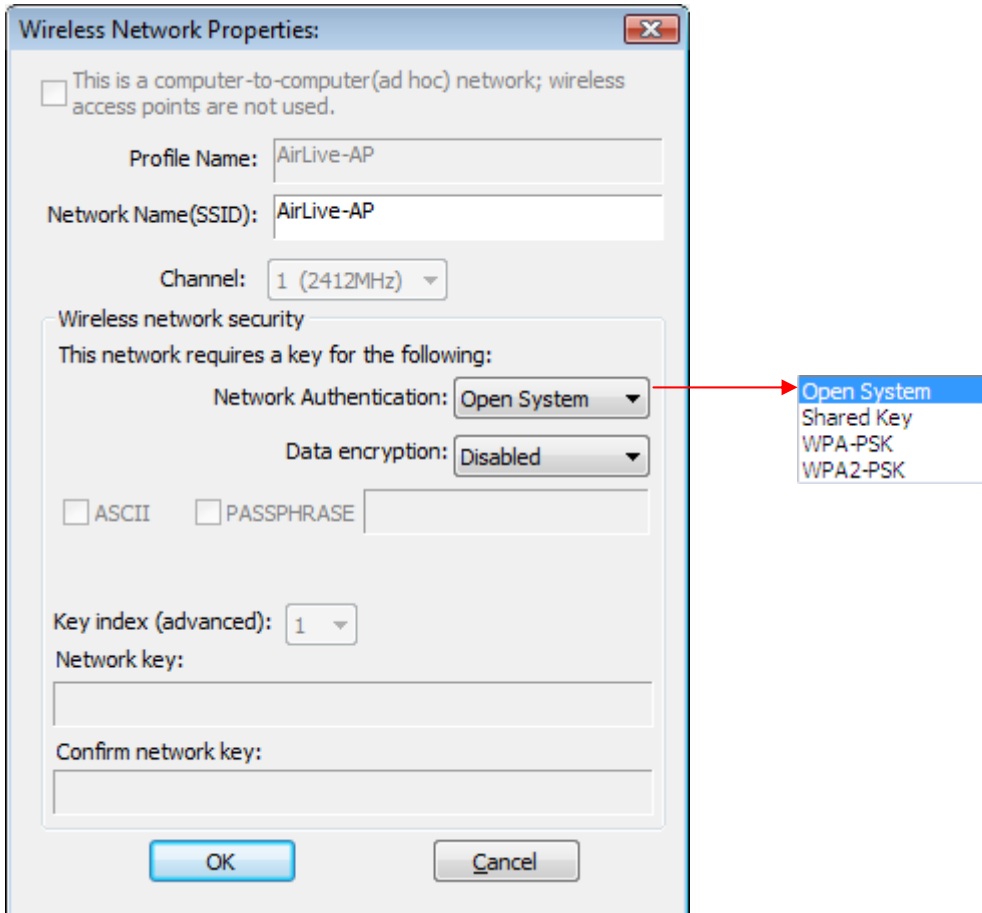 Wireless Network Properties:
This is a computer-to-computer(ad hoc) network; wireless
access points are not used.
Profile Name: AirLive-AP
Network Name(SSID): AirLive-AP
Channel: 1 (2412MHz)
Wireless network security
This network requires a key for the following:
Network Authentication: Open System
Data encryption: Disabled
ASCII PASSPHRASE
Key index (advanced): 1
Network key:
Confirm network key:
OK Cancel
Open System
Shared Key
WPA-PSK
WPA2-PSK